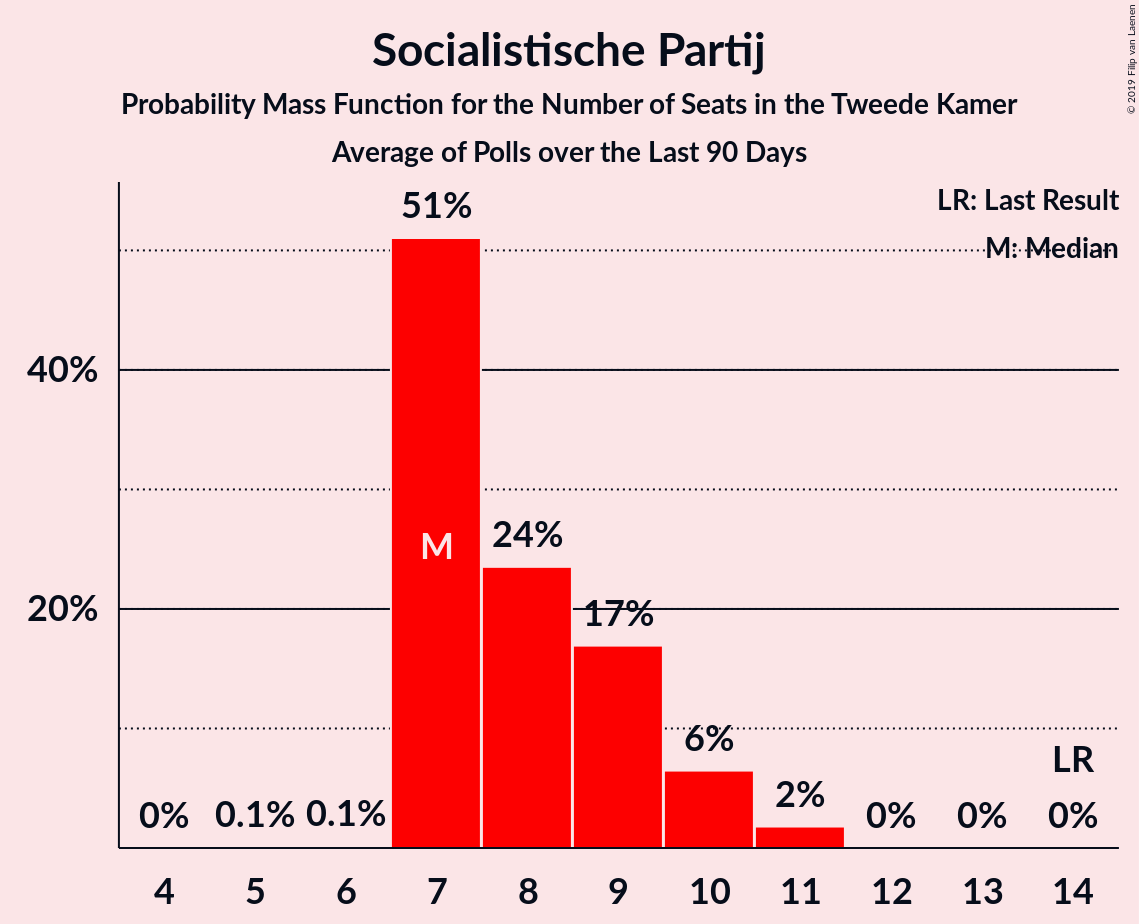 Socialistische Partij
Probability Mass Function for the Number of Seats in the Tweede Kamer
Average of Polls over the Last 90 Days
© 2019 Filip van Laenen
LR: Last Result
M: Median
51%
40%
M
24%
20%
17%
6%
LR
2%
0% 0.1% 0.1% 0% 0% 0%
4 5 6 7 8 9 10 11 12 13 14